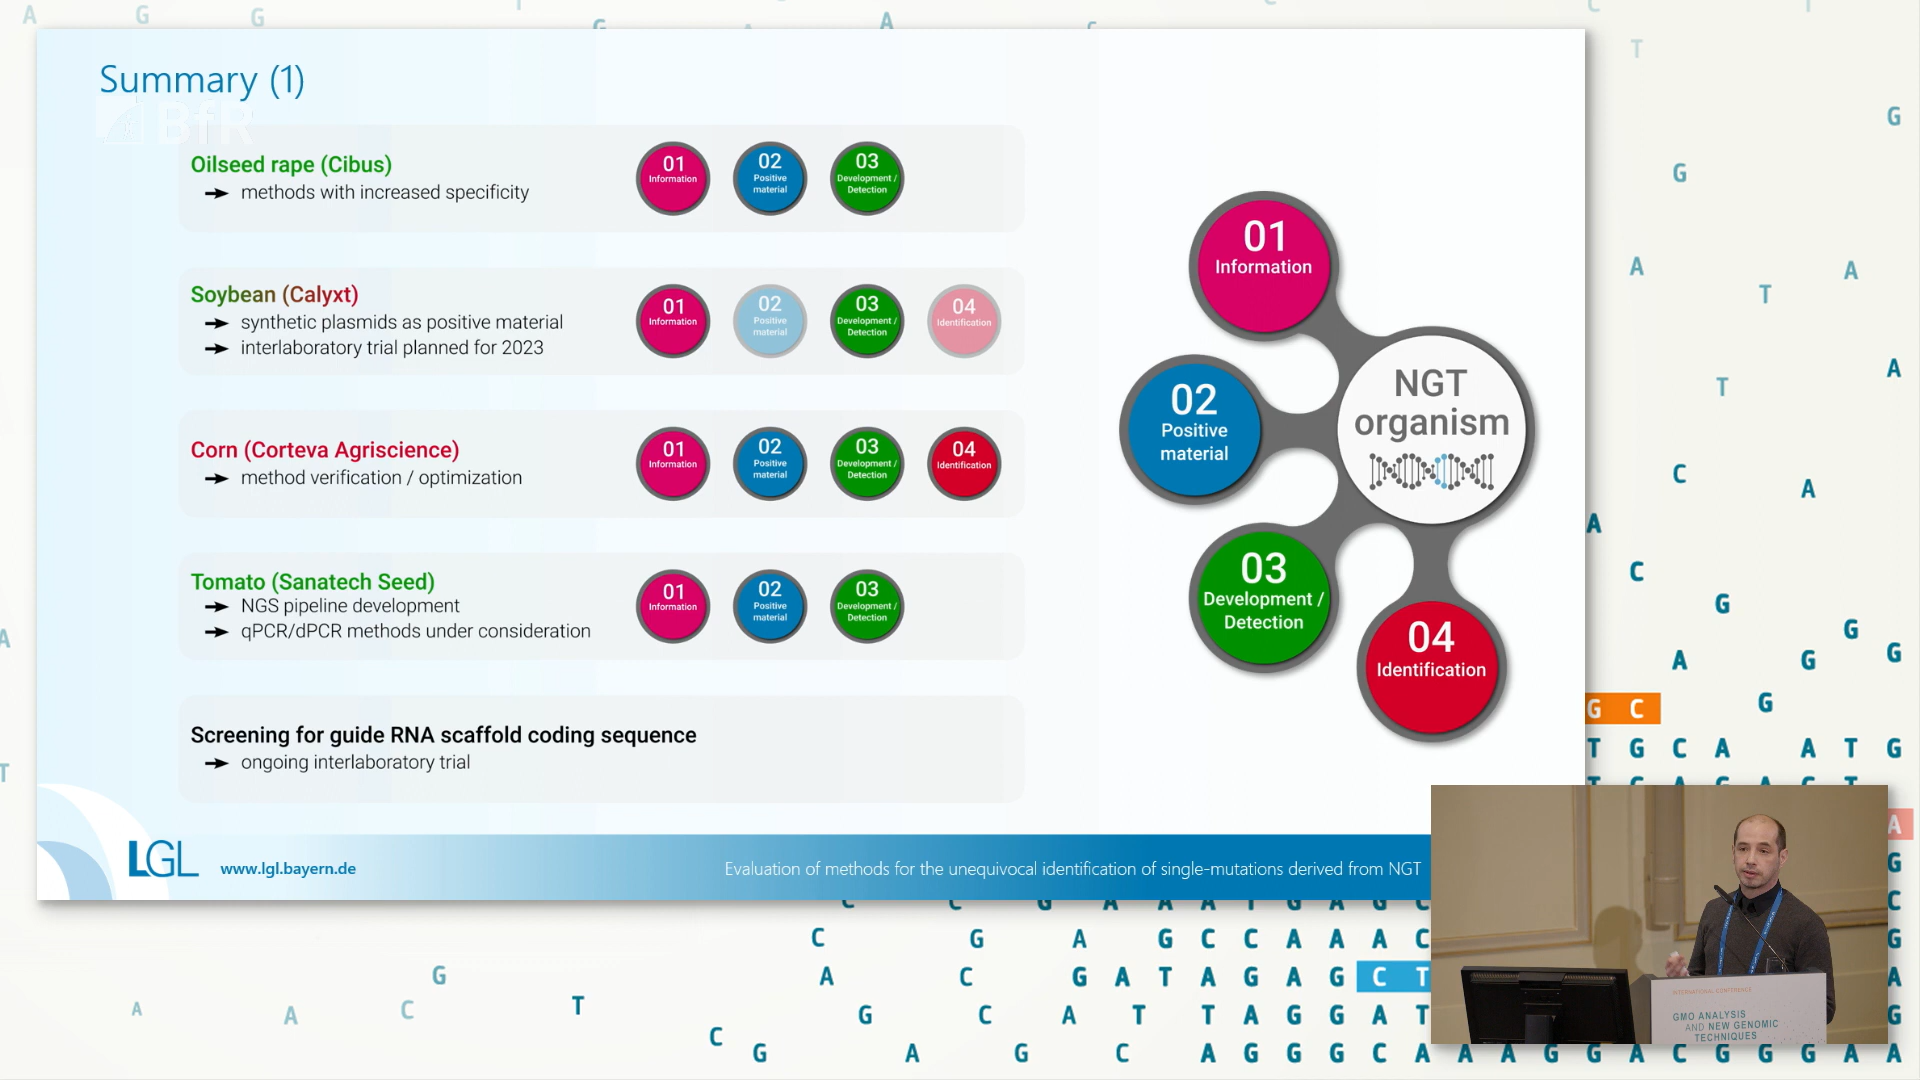 Summary (1)
BfR
Oilseed rape (Cibus)
methods with increased specificity
01
Information
02
Positive
material
03
Development /
Detection
Soybean (Calyxt)
synthetic plasmids as positive material
interlaboratory trial planned for 2023
01
Information
02
Positive
material
03
Development /
Detection
04
Identification
Corn (Corteva Agriscience)
method verification / optimization
01
Information
02
Positive
material
03
Development /
Detection
04
Identification
Tomato (Sanatech Seed)
NGS pipeline development
qPCR/dPCR methods under consideration
01
Information
02
Positive
material
03
Development /
Detection
Screening for guide RNA scaffold coding sequence
ongoing interlaboratory trial
01
Information
02
Positive
material
03
Development /
Detection
04
Identification
NGT
organism
LGL
www.lgl.bayern.de
Evaluation of methods for the unequivocal identification of single-mutations derived from NGT
INTERNATIONAL CONFERENCE
GMO ANALYSIS
AND NEW GENOMIC
TECHNIQUES
G C
T G C A A T G
C G A G C C A A A C
A C G A T A G A G C T
G C A T T A G G A T
C G A G C A G G G C A A A G G A C G G G A A